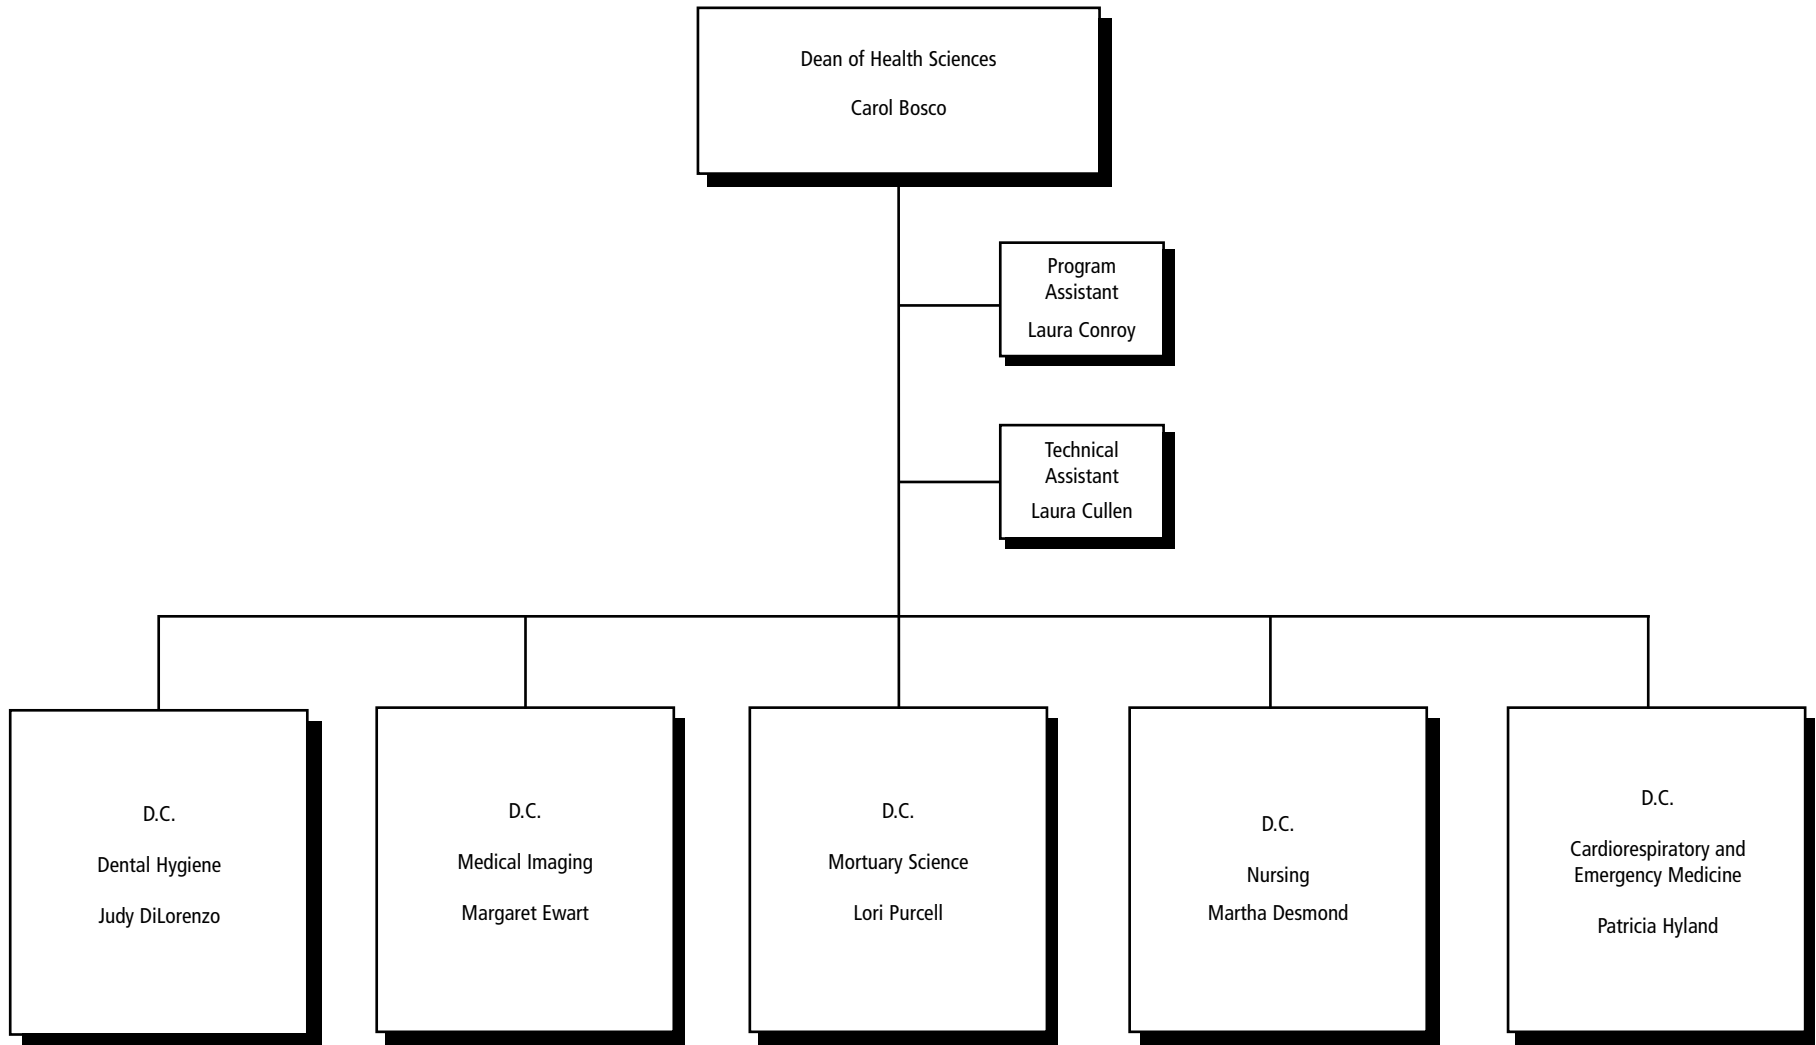 Dean of Health Sciences
Carol Bosco
Program
Assistant
Laura Conroy
Technical
Assistant
Laura Cullen
D.C.
Dental Hygiene
Judy DiLorenzo
D.C.
Medical Imaging
Margaret Ewart
D.C.
Mortuary Science
Lori Purcell
D.C.
Nursing
Martha Desmond
D.C.
Cardiorespiratory and
Emergency Medicine
Patricia Hyland